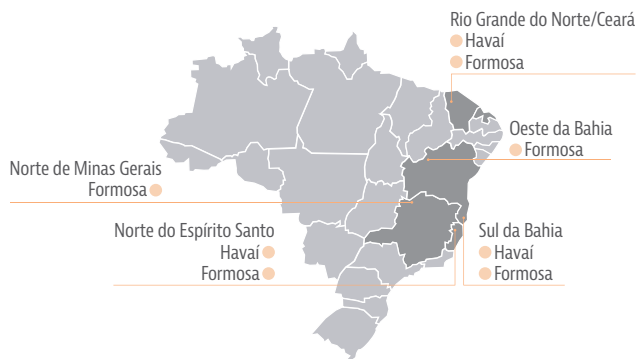 Rio Grande do Norte/Ceará
Havaí
Formosa
Oeste da Bahia
Formosa
Norte de Minas Gerais
Formosa
Norte do Espírito Santo
Havaí
Formosa
Sul da Bahia
Havaí
Formosa